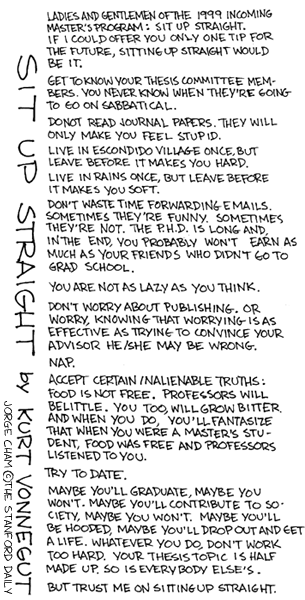 LADIES AND GENTLEMEN OF THE 1999 INCOMING
MASTER'S PROGRAM: SIT UP STRAIGHT.
IF I COULD OFFER YOU ONLY ONE TIP FOR
THE FUTURE, SITTING UP STRAIGHT WOULD
BE IT.
GET TO KNOW YOUR THESIS COMMITTEE MEM-
BERS. YOU NEVER KNOW WHEN THEY'RE GOING
TO GO ON SABBATICAL.
DO NOT READ JOURNAL PAPERS. THEY WILL
ONLY MAKE YOU FEEL STUPID.
LIVE IN ESCONDIDO VILLAGE ONCE, BUT
LEAVE BEFORE IT MAKES YOU HARD.
LIVE IN RAINS ONCE, BUT LEAVE BEFORE
IT MAKES YOU SOFT.
DON'T WASTE TIME FORWARDING EMAILS.
SOMETIMES THEY'RE FUNNY. SOMETIMES
THEY'RE NOT. THE P.H.D. IS LONG AND,
IN THE END, YOU PROBABLY WON'T EARN AS
MUCH AS YOUR FRIENDS WHO DIDN'T GO TO
GRAD SCHOOL.
YOU ARE NOT AS LAZY AS YOU THINK.
DON'T WORRY ABOUT PUBLISHING. OR
WORRY, KNOWING THAT WORRYING IS AS
EFFECTIVE AS TRYING TO CONVINCE YOUR
ADVISOR HE/SHE MAY BE WRONG.
NAP.
ACCEPT CERTAIN INALIENABLE TRUTHS:
FOOD IS NOT FREE. PROFESSORS WILL
BELITTLE. YOU TOO, WILL GROW BITTER.
AND WHEN YOU DO, YOU'LL FANTASIZE
THAT WHEN YOU WERE A MASTER'S STU-
DENT, FOOD WAS FREE AND PROFESSORS
LISTENED TO YOU.
TRY TO DATE.
MAYBE YOU'LL GRADUATE, MAYBE YOU
WON'T. MAYBE YOU'LL CONTRIBUTE TO SO-
CIETY, MAYBE YOU WON'T. MAYBE YOU'LL
BE HOODED, MAYBE YOU'LL DROP OUT AND GET
A LIFE. WHATEVER YOU DO, DON'T WORK
TOO HARD. YOUR THESIS TOPIC IS HALF
MADE UP. SO IS EVERYBODY ELSE'S.
BUT TRUST ME ON SITTING UP STRAIGHT.
SIT UP STRAIGHT by KURT VONNEGUT
JORGE CHAM ©THE STANFORD DAILY